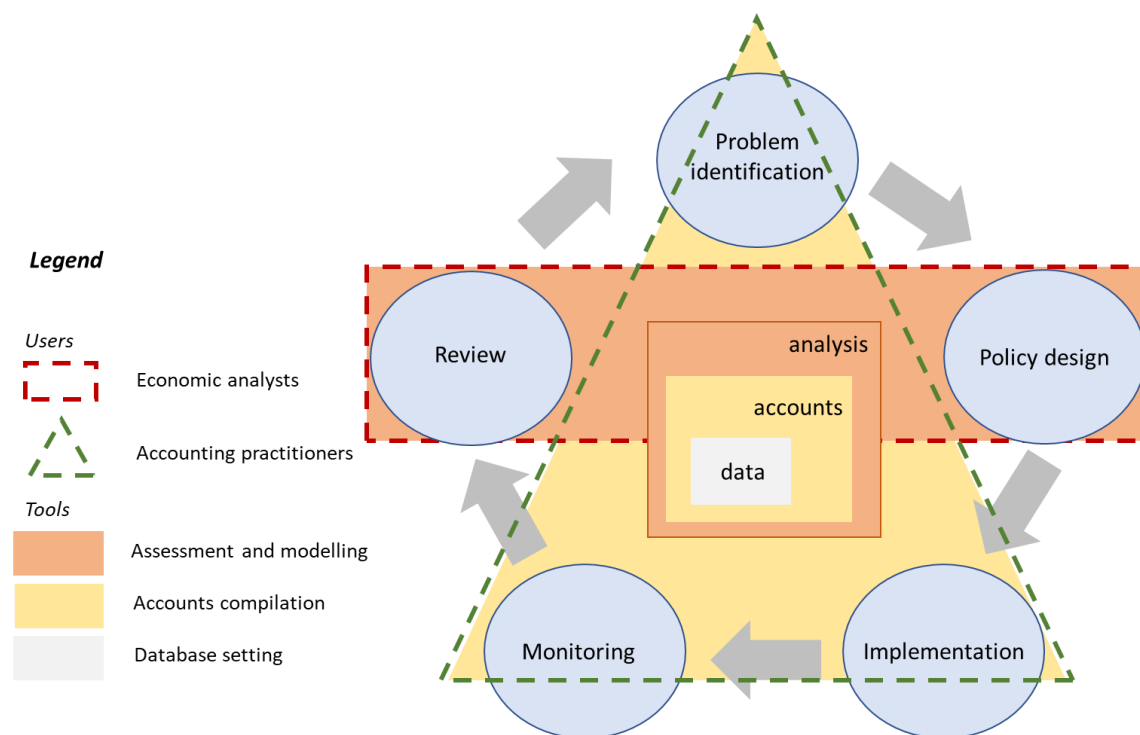 Problem
identification
Legend
Review
analysis
Policy design
Users
Economic analysts
accounts
Accounting practitioners
data
Tools
Assessment and modelling
Accounts compilation
Database setting
Monitoring
Implementation